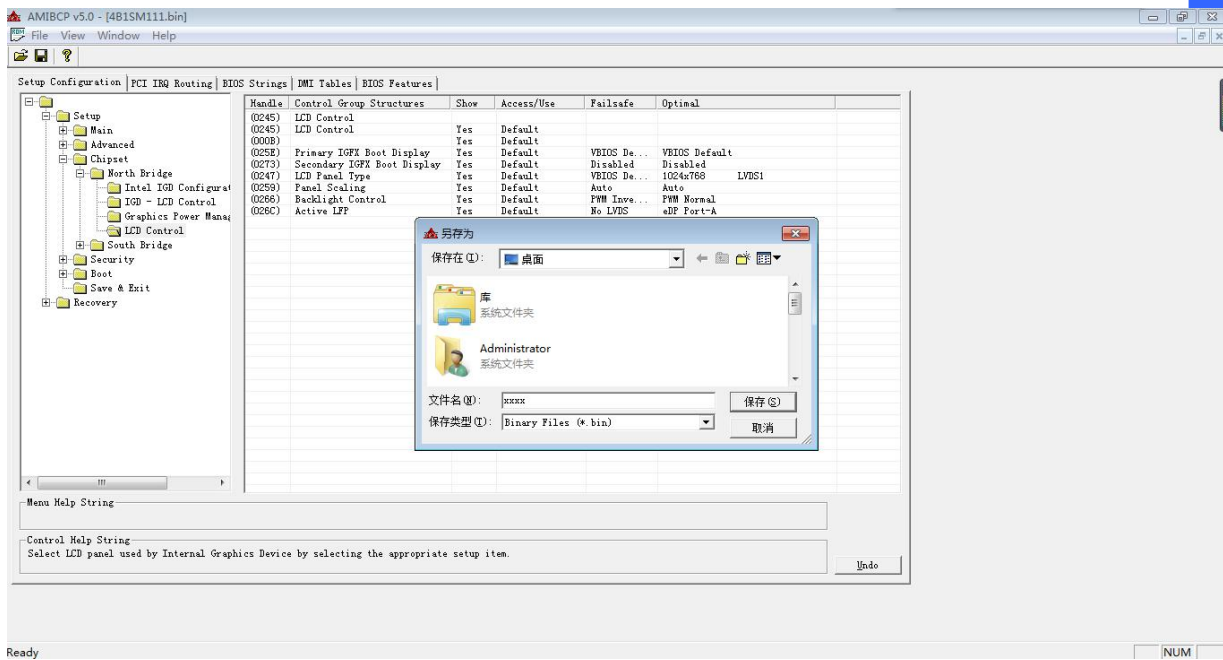 AMIBCP v5.0 - [4B1SM111.bin]
File View Window Help
Setup Configuration PCI IRQ Routing BIOS Strings DMI Tables BIOS Features
Handle Control Group Structures Show Access/Use Failsafe Optimal
Setup
Main
Advanced
Chipset
North Bridge
Intel IGD Configurat
IGD - LCD Control
Graphics Power Manag
LCD Control
South Bridge
Security
Boot
Save & Exit
Recovery
(0245) LCD Control
(0245) LCD Control Yes Default
(000B) Yes Default
(025E) Primary IGFX Boot Display Yes Default VBIOS De... VBIOS Default
(0273) Secondary IGFX Boot Display Yes Default Disabled Disabled
(0247) LCD Panel Type Yes Default VBIOS De... 1024x768 LVDS1
(0259) Panel Scaling Yes Default Auto Auto
(0266) Backlight Control Yes Default PWM Inve... PWM Normal
(026C) Active LFP Yes Default No LVDS eDP Port-A
另存为
保存在(I): 桌面
库
系统文件夹
Administrator
系统文件夹
文件名(N): xxxx 保存(S)
保存类型(T): Binary Files (*.bin) 取消
Menu Help String
Control Help String
Select LCD panel used by Internal Graphics Device by selecting the appropriate setup item.
Undo
Ready NUM